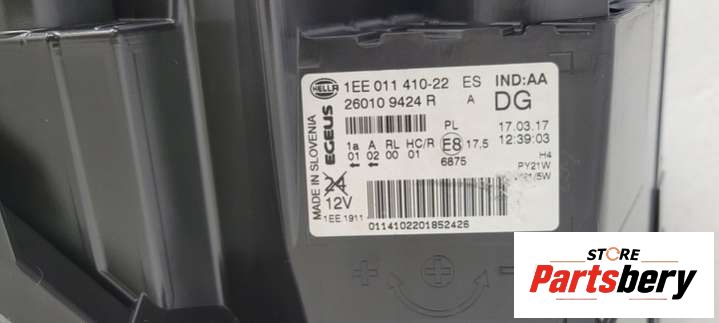 HELLA
1EE 011 410-22 ES IND:AA
26010 9424 R A DG
PL 17.03.17
12:39:03
1a A RL HC/R E8 17.5
01 02 00 01 6875
H4
PY21W
24
12V
1EE 1911
0114102201852426
MADE IN SLOVENIA
EGEUS
STORE
Partsbery